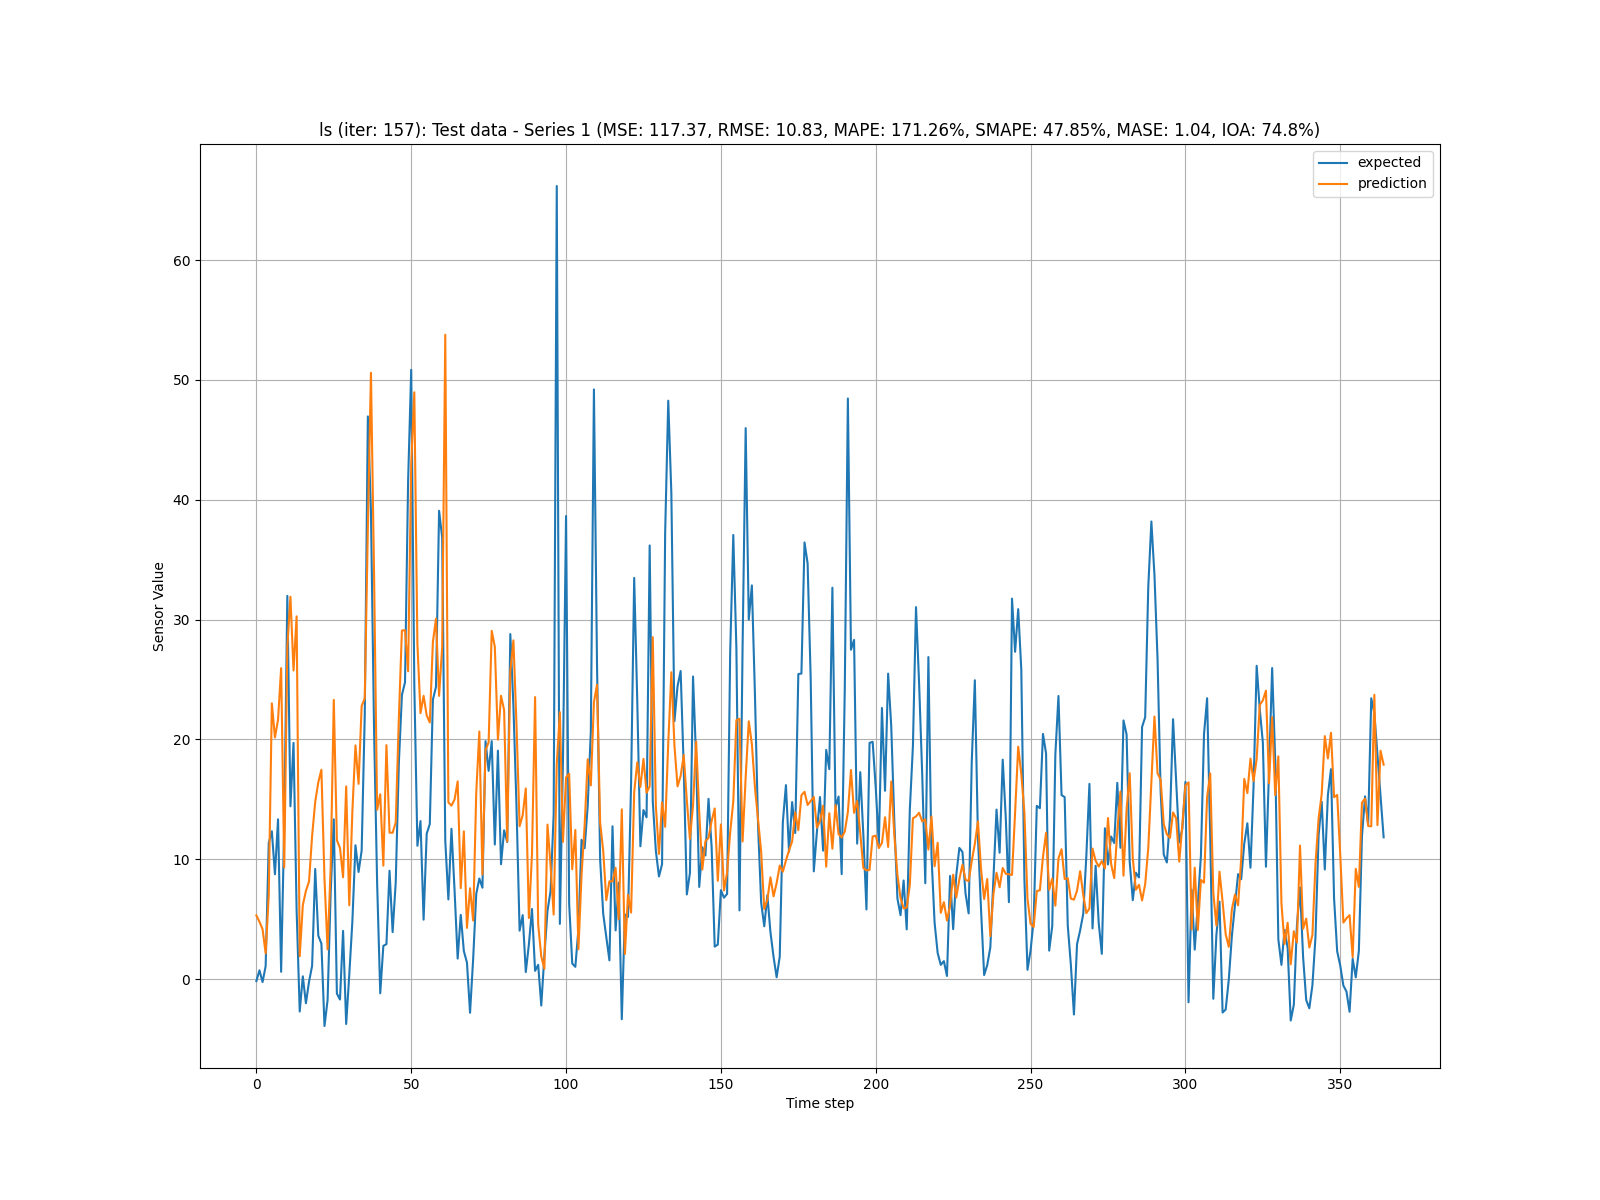 ls (iter: 157): Test data - Series 1 (MSE: 117.37, RMSE: 10.83, MAPE: 171.26%, SMAPE: 47.85%, MASE: 1.04, IOA: 74.8%)
expected
prediction
60
50
40
30
20
10
0
Sensor Value
0 50 100 150 200 250 300 350
Time step